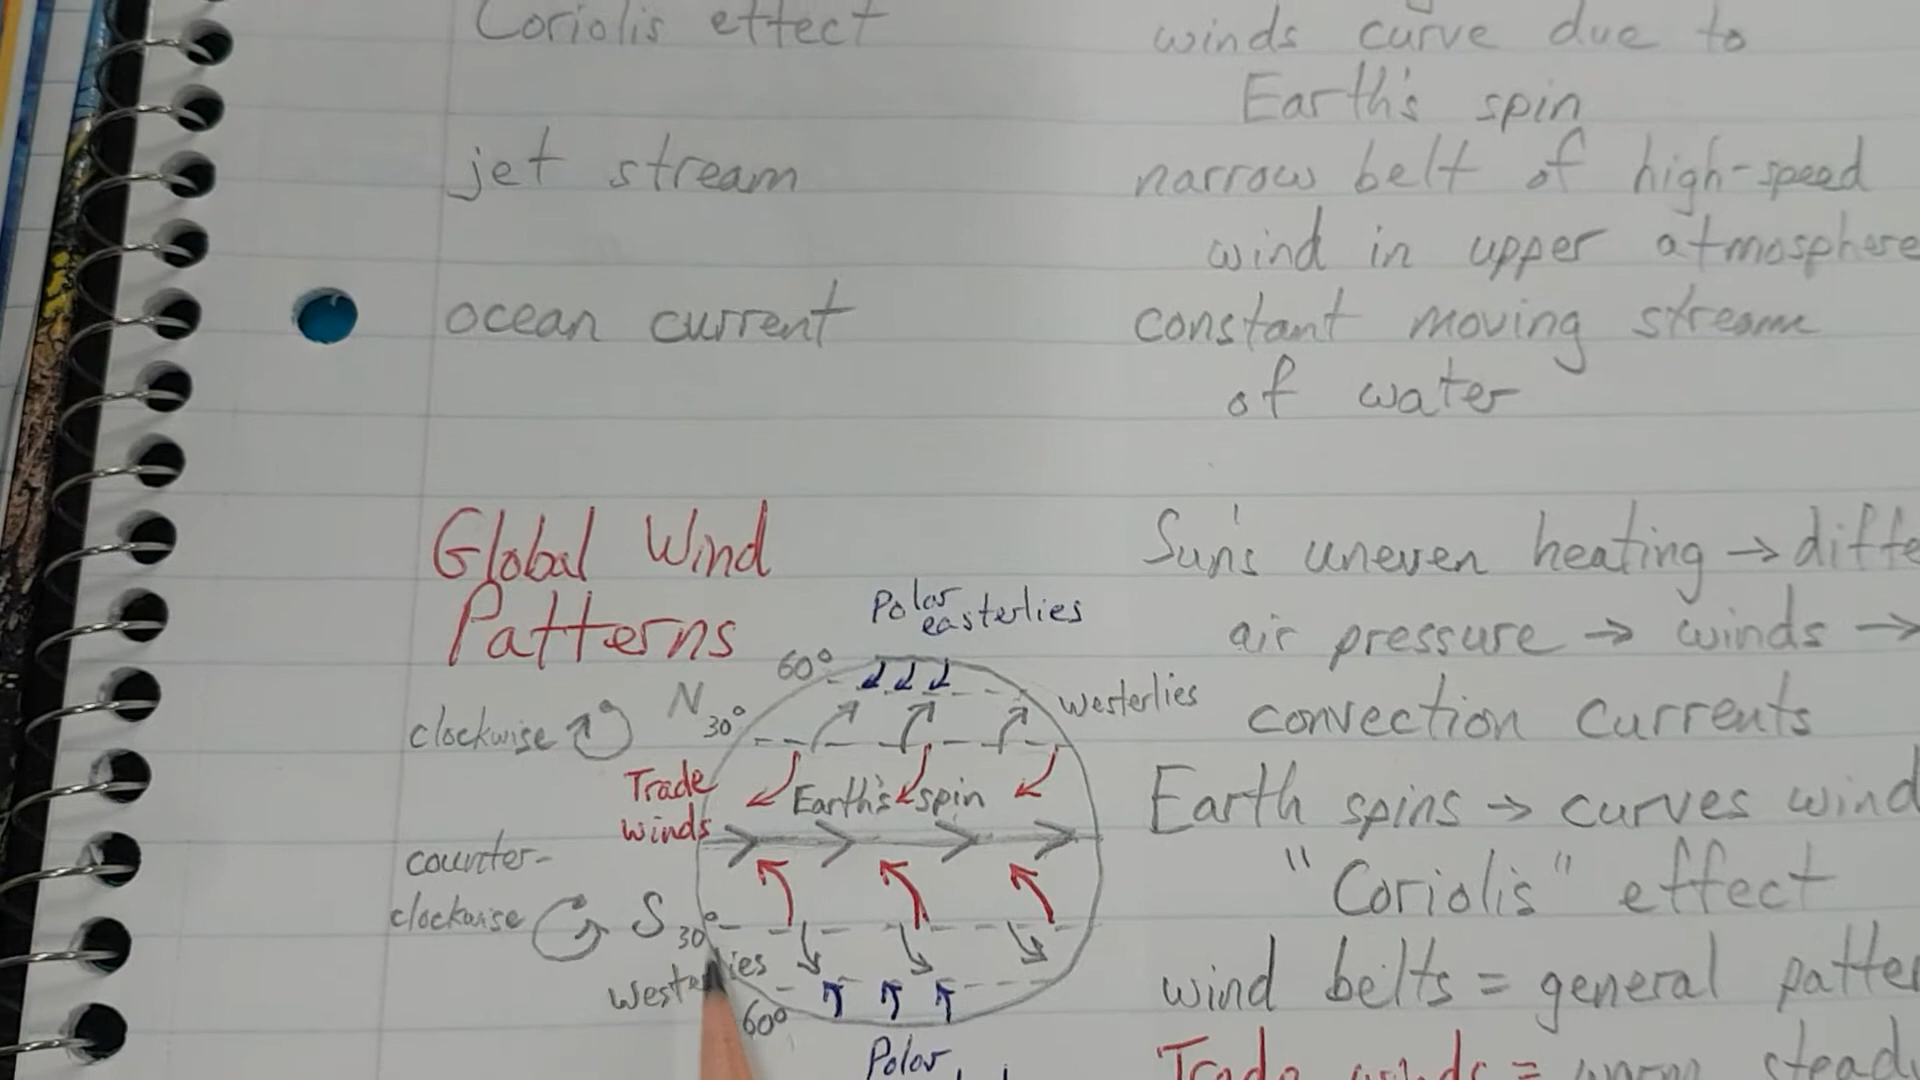 Coriolis effect
winds curve due to
Earth's spin
jet stream
narrow belt of high-speed
wind in upper atmosphere
ocean current
constant moving stream
of water
Global Wind
Patterns
Polar
easterlies
60°
N
30°
Westerlies
clockwise
Trade
winds
Earth's spin
counter-
clockwise
S
30°
60°
Polar
Sun's uneven heating →
air pressure → winds →
convection currents
Earth spins → curves wind
"Coriolis" effect
wind belts = general
Trade winds = warm